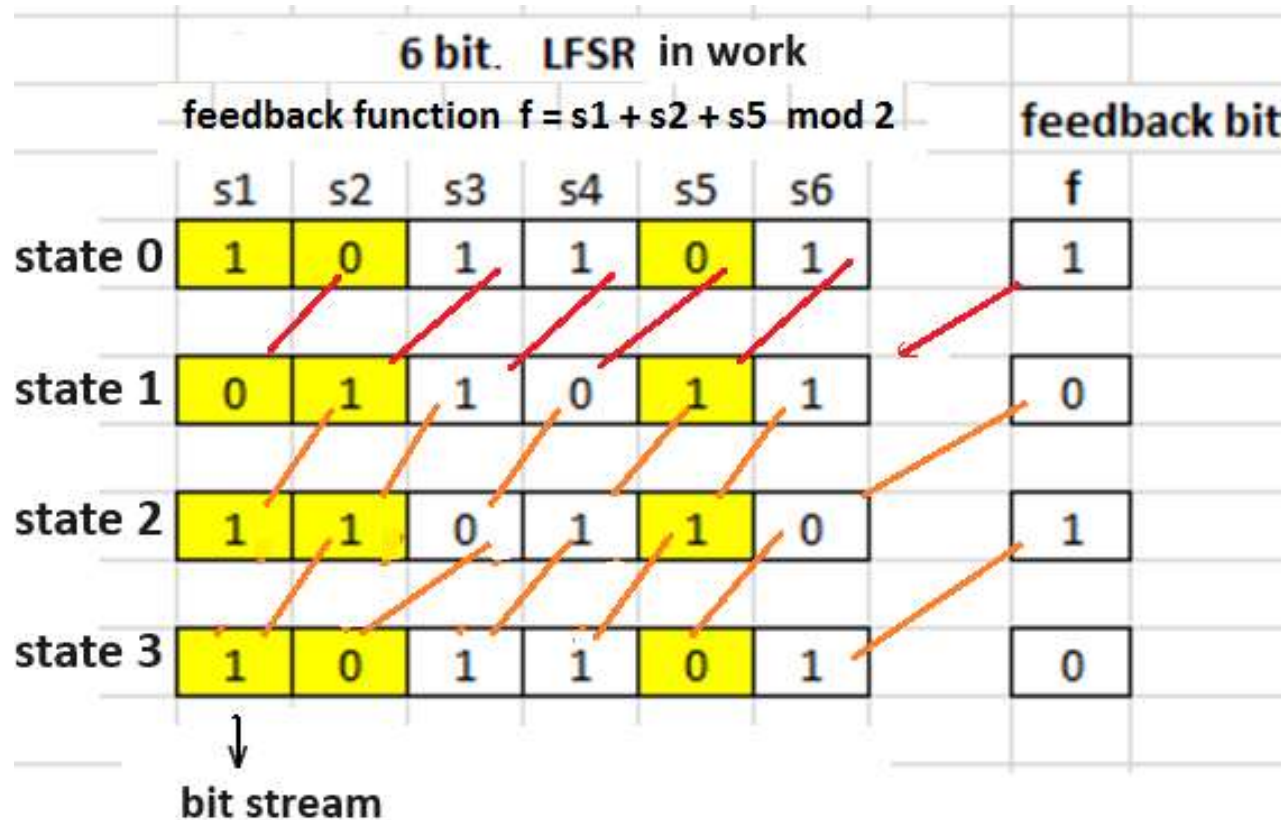 6 bit. LFSR in work
feedback function f = s1 + s2 + s5 mod 2 feedback bit
s1 s2 s3 s4 s5 s6 f
state 0 1 0 1 1 0 1 1
state 1 0 1 1 0 1 1 0
state 2 1 1 0 1 1 0 1
state 3 1 0 1 1 0 1 0
bit stream